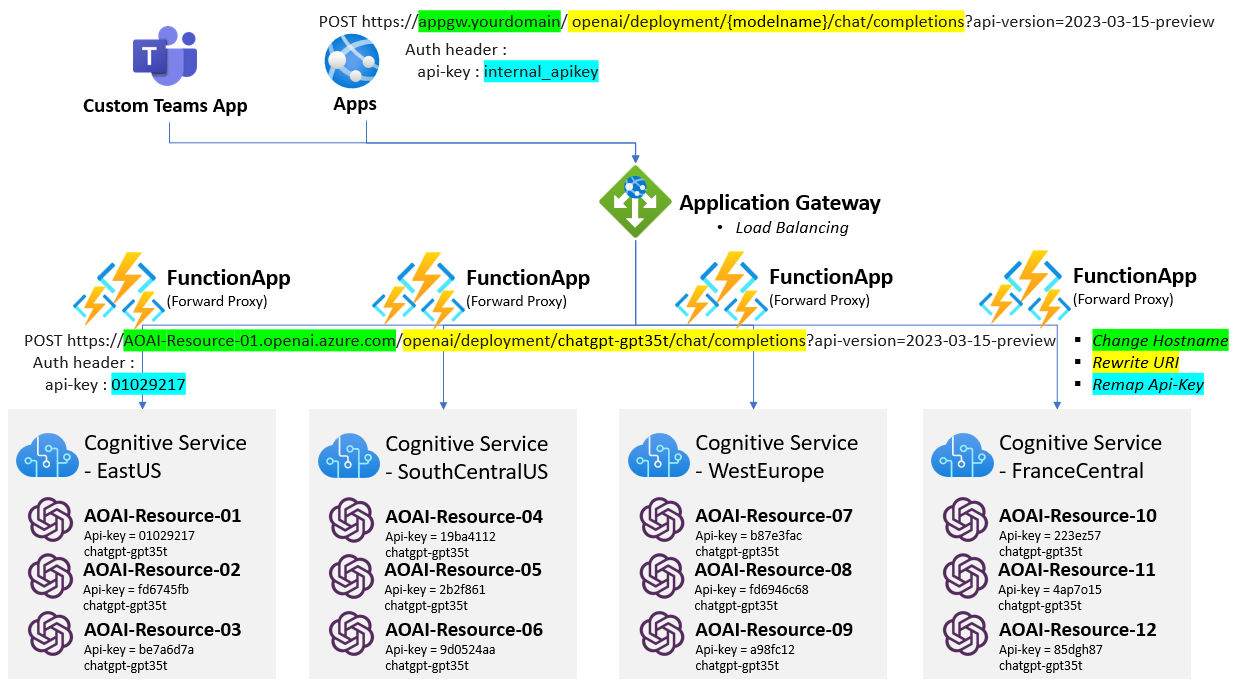 POST https://appgw.yourdomain/ openai/deployment/{modelname}/chat/completions?api-version=2023-03-15-preview
Auth header :
api-key : internal_apikey
T
Custom Teams App
Apps
Application Gateway
• Load Balancing
FunctionApp
(Forward Proxy)
FunctionApp
(Forward Proxy)
FunctionApp
(Forward Proxy)
FunctionApp
(Forward Proxy)
POST https://AOAI-Resource-01.openai.azure.com/openai/deployment/chatgpt-gpt35t/chat/completions?api-version=2023-03-15-preview
Auth header :
api-key : 01029217
▪ Change Hostname
▪ Rewrite URI
▪ Remap Api-Key
Cognitive Service
- EastUS
AOAI-Resource-01
Api-key = 01029217
chatgpt-gpt35t
AOAI-Resource-02
Api-key = fd6745fb
chatgpt-gpt35t
AOAI-Resource-03
Api-key = be7a6d7a
chatgpt-gpt35t
Cognitive Service
- SouthCentralUS
AOAI-Resource-04
Api-key = 19ba4112
chatgpt-gpt35t
AOAI-Resource-05
Api-key = 2b2f861
chatgpt-gpt35t
AOAI-Resource-06
Api-key = 9d0524aa
chatgpt-gpt35t
Cognitive Service
- WestEurope
AOAI-Resource-07
Api-key = b87e3fac
chatgpt-gpt35t
AOAI-Resource-08
Api-key = fd6946c68
chatgpt-gpt35t
AOAI-Resource-09
Api-key = a98fc12
chatgpt-gpt35t
Cognitive Service
- FranceCentral
AOAI-Resource-10
Api-key = 223ez57
chatgpt-gpt35t
AOAI-Resource-11
Api-key = 4ap7o15
chatgpt-gpt35t
AOAI-Resource-12
Api-key = 85dgh87
chatgpt-gpt35t